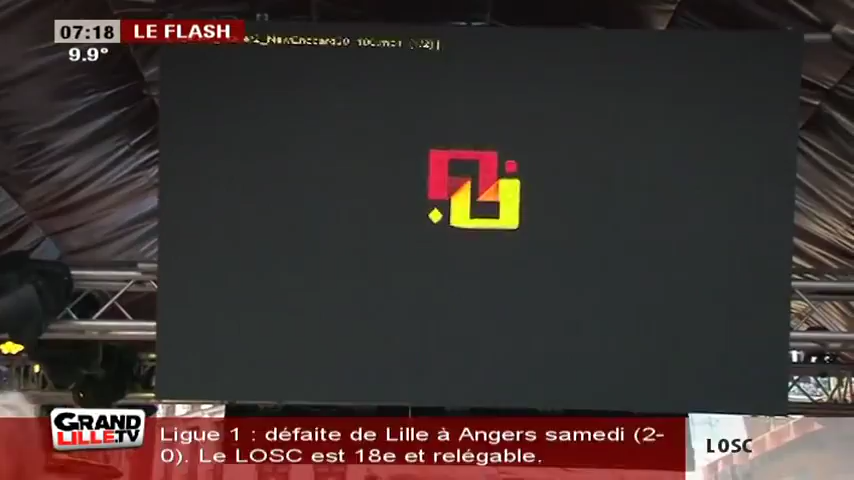 07:18 LE FLASH
9.9°
GRAND
LILLE.TV
Ligue 1 : défaite de Lille à Angers samedi (2-
0). Le LOSC est 18e et relégable.
LOSC